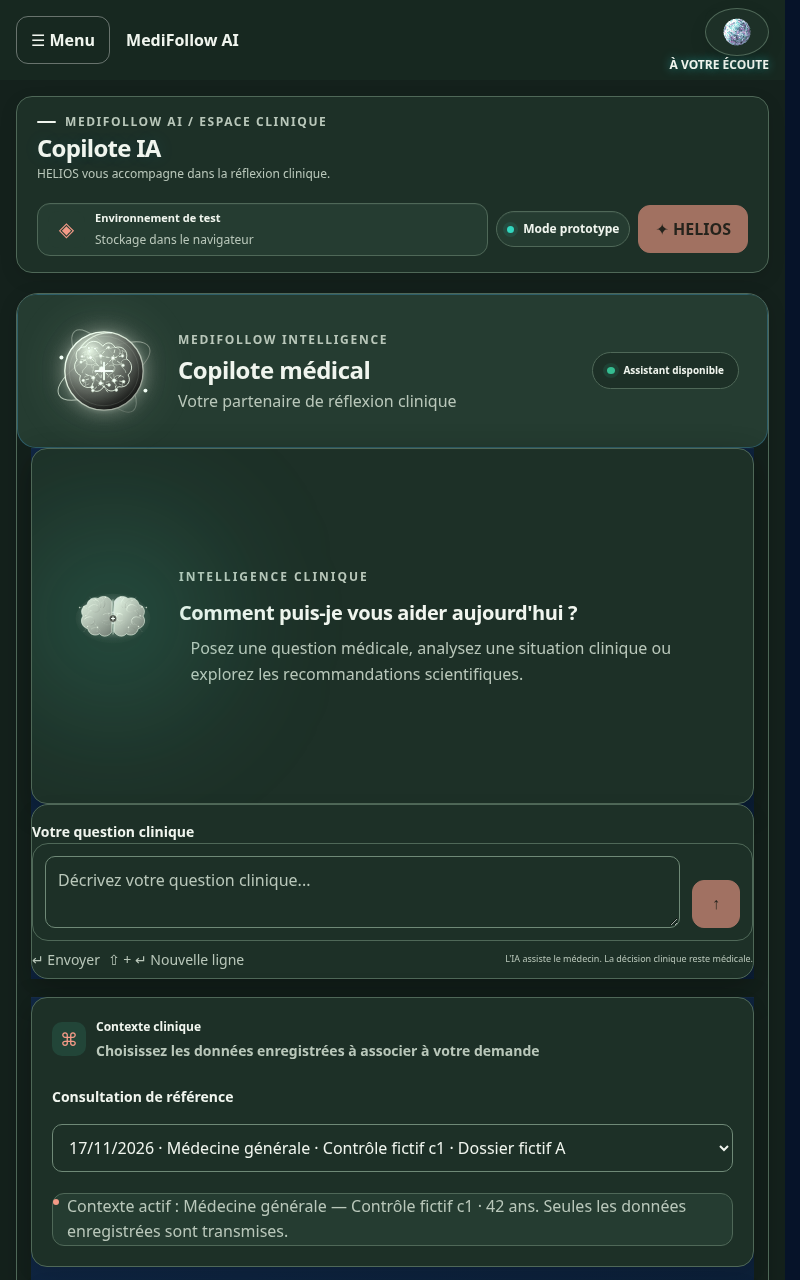 ☰ Menu
MediFollow AI
À VOTRE ÉCOUTE
MEDIFOLLOW AI / ESPACE CLINIQUE
Copilote IA
HELIOS vous accompagne dans la réflexion clinique.
Environnement de test
Stockage dans le navigateur
Mode prototype
✦ HELIOS
MEDIFOLLOW INTELLIGENCE
Copilote médical
Votre partenaire de réflexion clinique
Assistant disponible
INTELLIGENCE CLINIQUE
Comment puis-je vous aider aujourd'hui ?
Posez une question médicale, analysez une situation clinique ou
explorez les recommandations scientifiques.
Votre question clinique
Décrivez votre question clinique...
↑
↵ Envoyer ⇧ + ↵ Nouvelle ligne
L'IA assiste le médecin. La décision clinique reste médicale.
⌘
Contexte clinique
Choisissez les données enregistrées à associer à votre demande
Consultation de référence
17/11/2026 · Médecine générale · Contrôle fictif c1 · Dossier fictif A
Contexte actif : Médecine générale — Contrôle fictif c1 · 42 ans. Seules les données
enregistrées sont transmises.